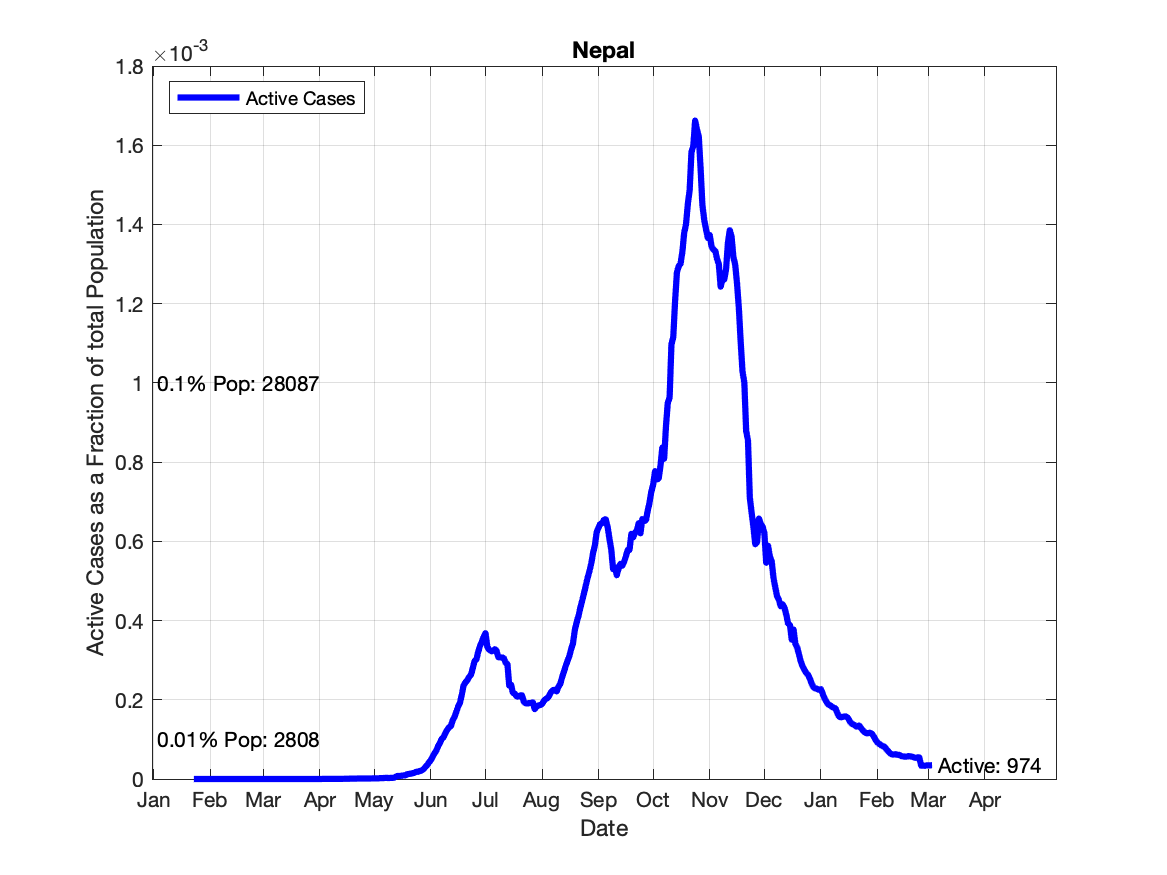 Nepal
×10-3
Active Cases
1.8
1.6
1.4
1.2
1
0.8
0.6
0.4
0.2
0
Active Cases as a Fraction of total Population
0.1% Pop: 28087
0.01% Pop: 2808
Active: 974
Jan Feb Mar Apr May Jun Jul Aug Sep Oct Nov Dec Jan Feb Mar Apr
Date